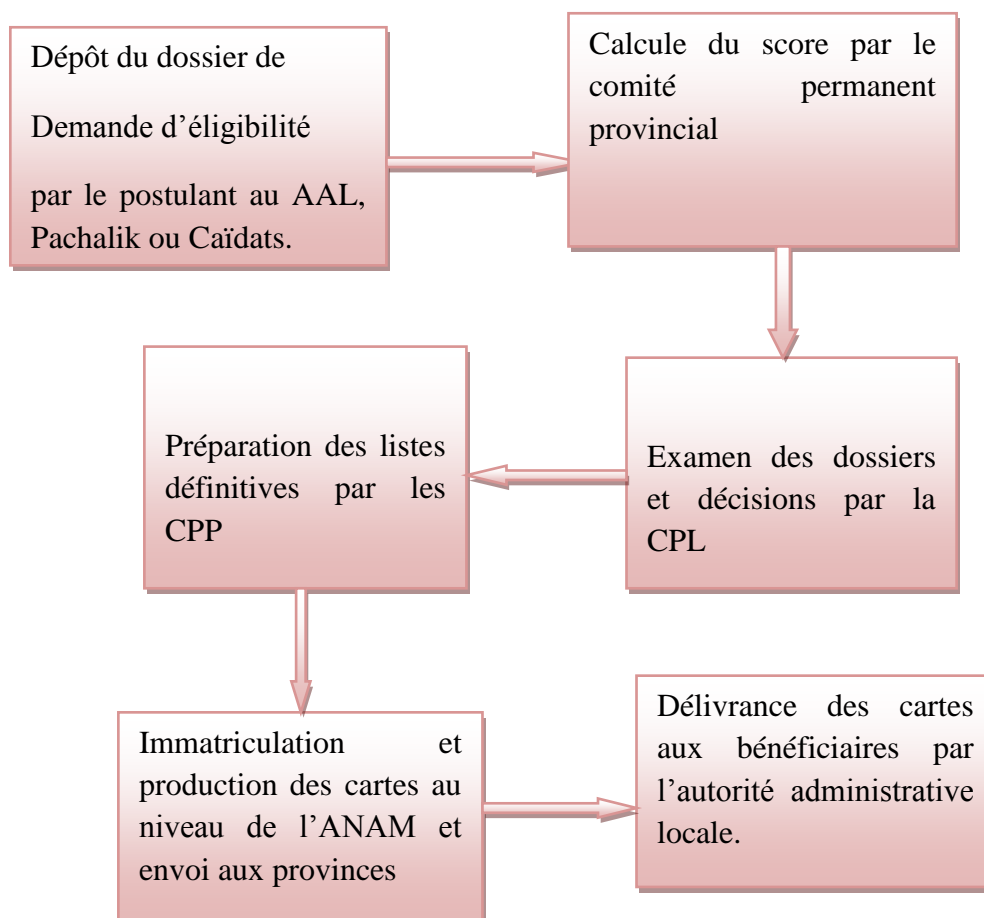 Dépôt du dossier de
Demande d’éligibilité
par le postulant au AAL,
Pachalik ou Caïdats.
Calcule du score par le
comité permanent
provincial
Examen des dossiers
et décisions par la
CPL
Préparation des listes
définitives par les
CPP
Immatriculation et
production des cartes au
niveau de l’ANAM et
envoi aux provinces
Délivrance des cartes
aux bénéficiaires par
l’autorité administrative
locale.